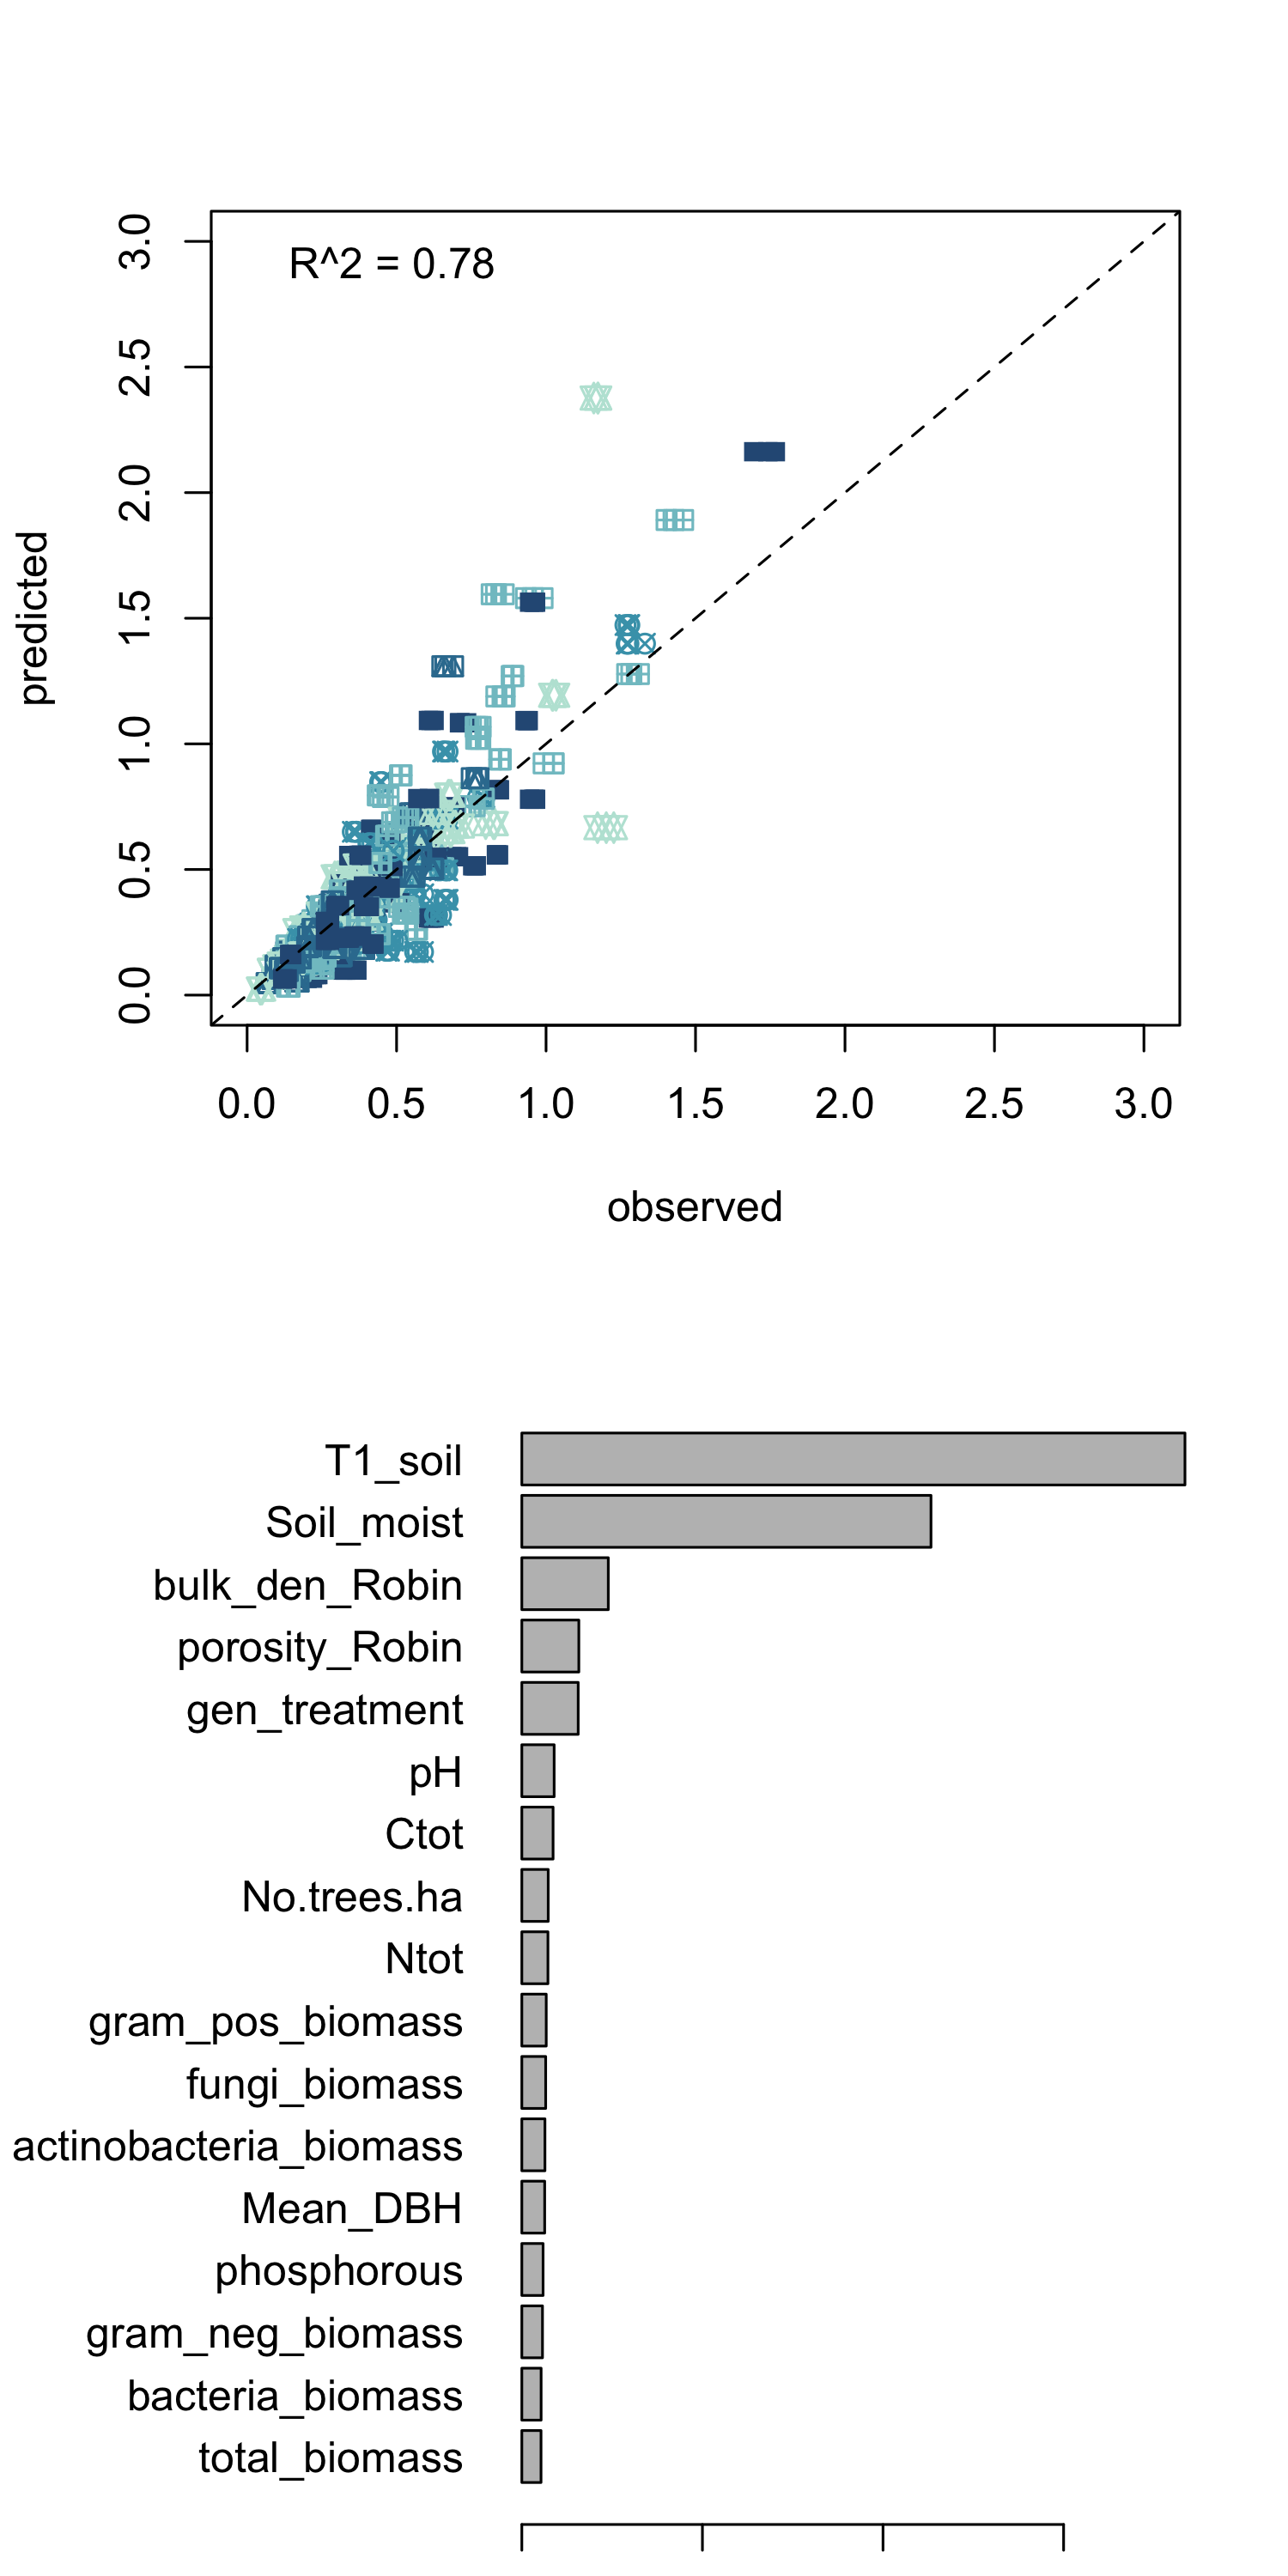 R^2 = 0.78
3.0
2.5
2.0
1.5
1.0
0.5
0.0
predicted
0.0 0.5 1.0 1.5 2.0 2.5 3.0
observed
T1_soil
Soil_moist
bulk_den_Robin
porosity_Robin
gen_treatment
pH
Ctot
No.trees.ha
Ntot
gram_pos_biomass
fungi_biomass
actinobacteria_biomass
Mean_DBH
phosphorous
gram_neg_biomass
bacteria_biomass
total_biomass